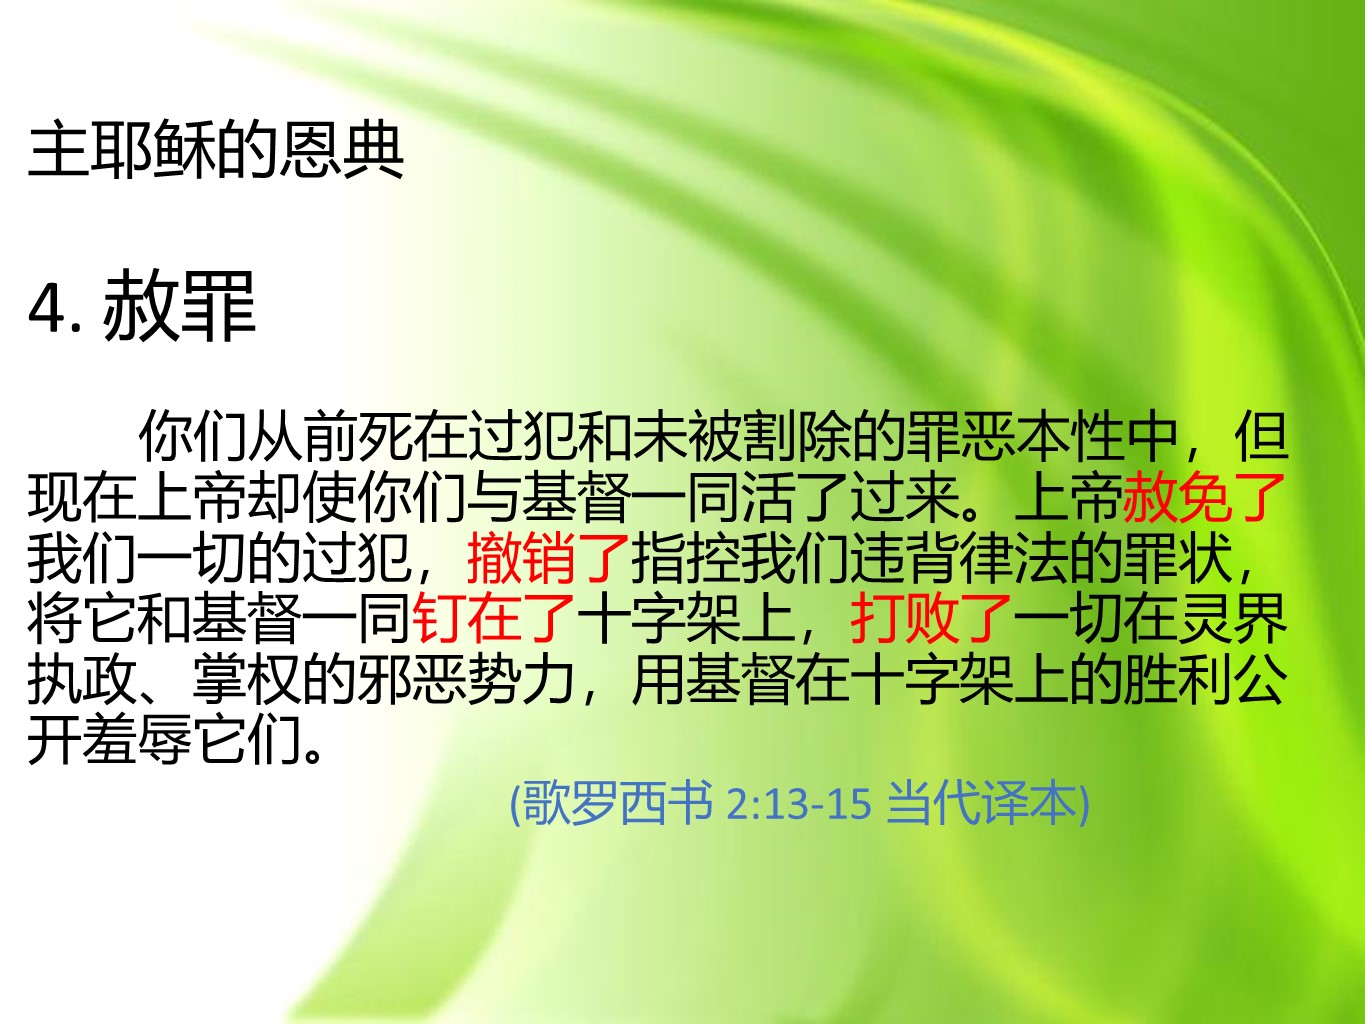 主耶稣的恩典
4. 赦罪
你们从前死在过犯和未被割除的罪恶本性中，但
现在上帝却使你们与基督一同活了过来。上帝赦免了
我们一切的过犯，撤销了指控我们违背律法的罪状，
将它和基督一同钉在了十字架上，打败了一切在灵界
执政、掌权的邪恶势力，用基督在十字架上的胜利公
开羞辱它们。
(歌罗西书 2:13-15 当代译本)